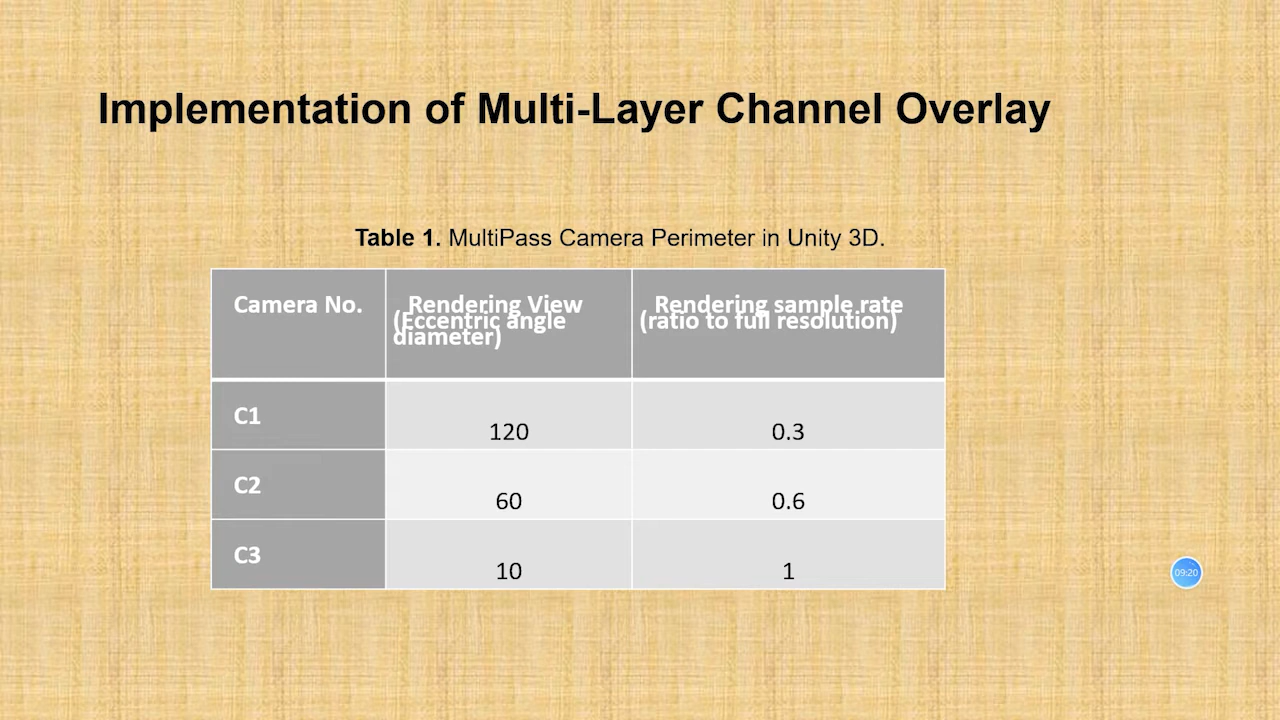 Implementation of Multi-Layer Channel Overlay
Table 1. MultiPass Camera Perimeter in Unity 3D.
Camera No.
Rendering View
(Eccentric angle
diameter)
Rendering sample rate
(ratio to full resolution)
C1
120
0.3
C2
60
0.6
C3
10
1
09:20